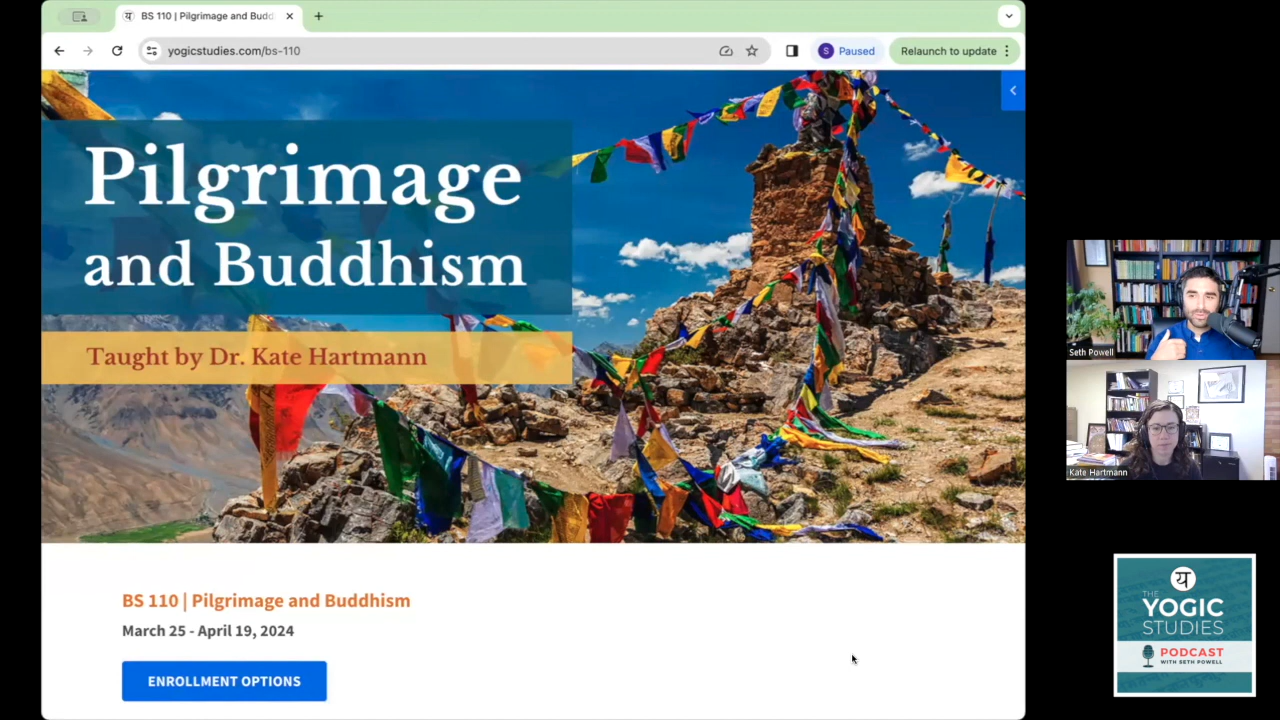 BS 110 | Pilgrimage and Budd
yogicstudies.com/bs-110
S
Paused
Relaunch to update
Pilgrimage
and Buddhism
Taught by Dr. Kate Hartmann
BS 110 | Pilgrimage and Buddhism
March 25 - April 19, 2024
ENROLLMENT OPTIONS
Seth Powell
Kate Hartmann
य
THE
YOGIC
STUDIES
PODCAST
WITH SETH POWELL